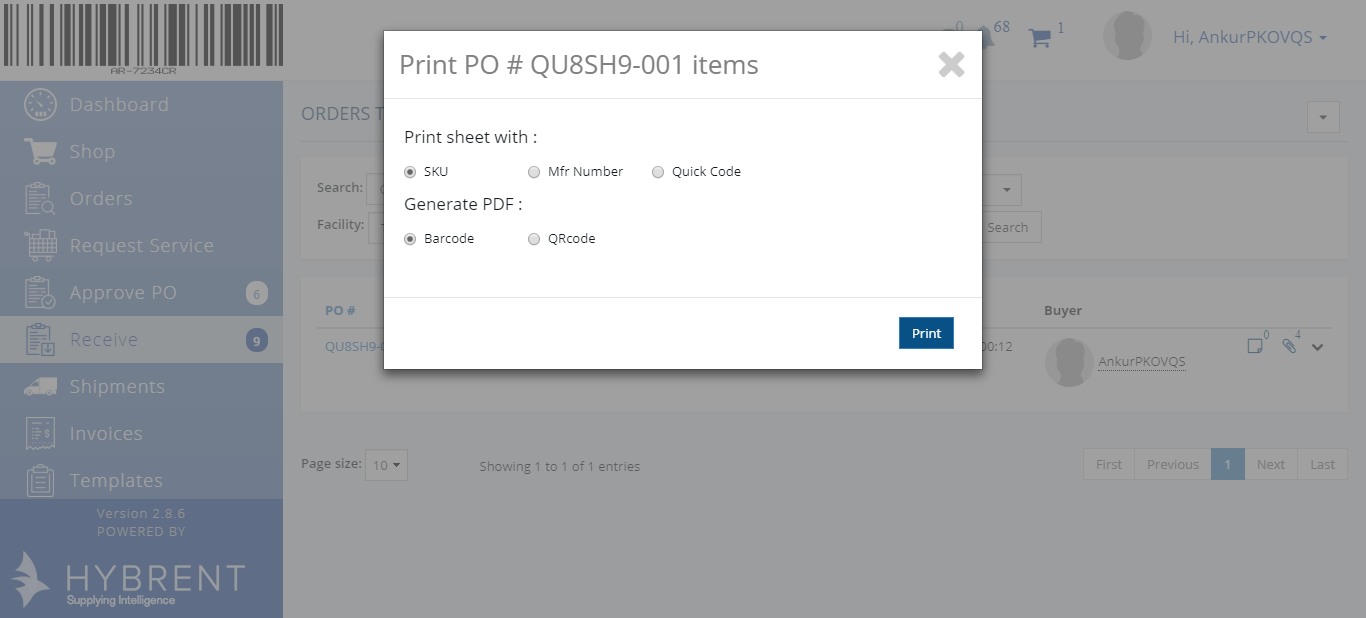 AR-7234CR
0 68 1
Hi, AnkurPKOVQS
Print PO # QU8SH9-001 items
Dashboard
Shop
Orders
Request Service
Approve PO 6
Receive 9
Shipments
Invoices
Templates
Version 2.8.6
POWERED BY
HYBRENT
Supplying Intelligence
ORDERS T
Search:
Facility:
Search
Print sheet with :
SKU Mfr Number Quick Code
Generate PDF :
Barcode QRcode
Print
PO # Buyer
QU8SH9-0 00:12 AnkurPKOVQS 0 4
Page size: 10 Showing 1 to 1 of 1 entries First Previous 1 Next Last